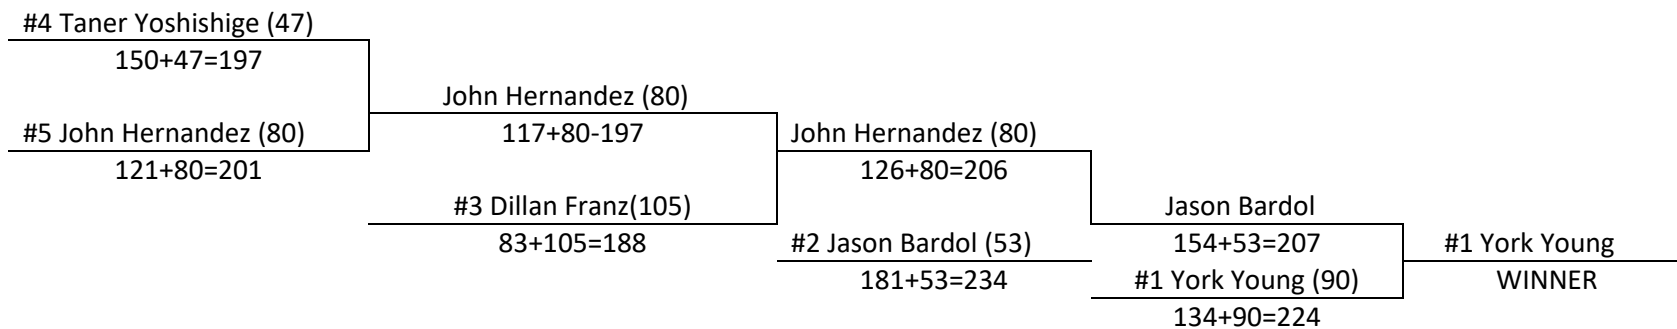 #4 Taner Yoshishige (47)
150+47=197
#5 John Hernandez (80)
121+80=201
John Hernandez (80)
117+80-197
#3 Dillan Franz(105)
83+105=188
John Hernandez (80)
126+80=206
#2 Jason Bardol (53)
181+53=234
Jason Bardol
154+53=207
#1 York Young (90)
134+90=224
#1 York Young
WINNER